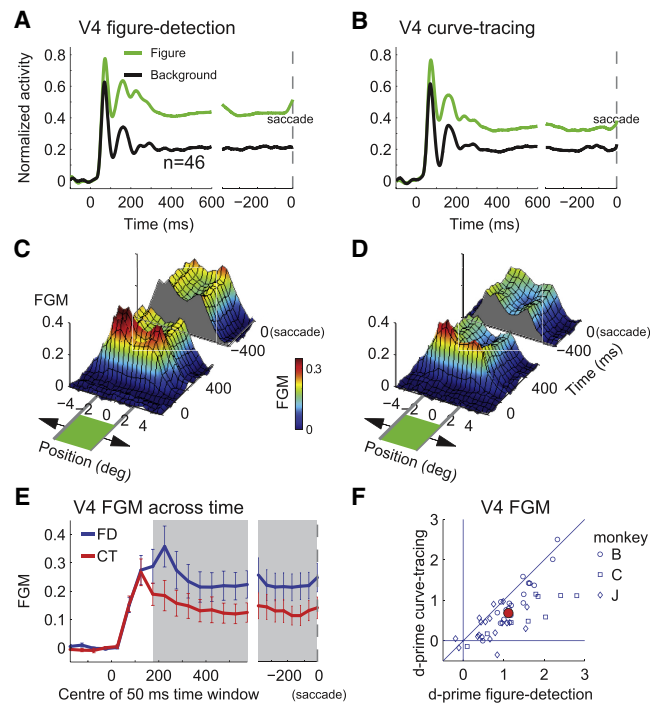 A
V4 figure-detection
Normalized activity
0.8
0.6
0.4
0.2
0
Figure
Background
saccade
n=46
0 200 400 600 −200 0
Time (ms)
B
V4 curve-tracing
0.8
0.6
0.4
0.2
0
saccade
0 200 400 600 −200 0
Time (ms)
C
FGM
0.4
0.2
0
−4 −2 0 2 4
Position (deg)
400
0
−400
0(saccade)
0.3
0
FGM
D
0.4
0.2
0
−4 −2 0 2 4
Position (deg)
400
0
−400
0(saccade)
Time (ms)
E
V4 FGM across time
FGM
0.4
0.3
0.2
0.1
0
FD
CT
0 200 400 −200 0
Centre of 50 ms time window
(saccade)
F
V4 FGM
d-prime curve-tracing
3
2
1
0
0 1 2 3
d-prime figure-detection
monkey
B
C
J